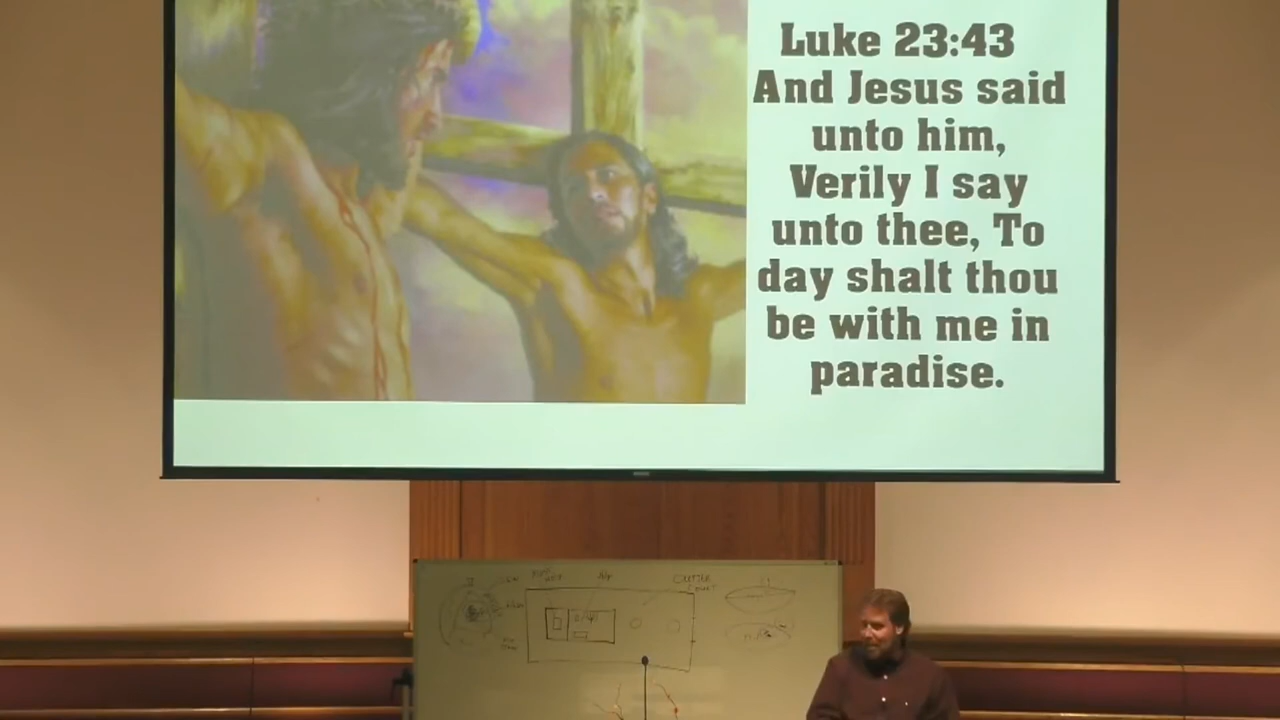 Luke 23:43
And Jesus said
unto him,
Verily I say
unto thee, To
day shalt thou
be with me in
paradise.